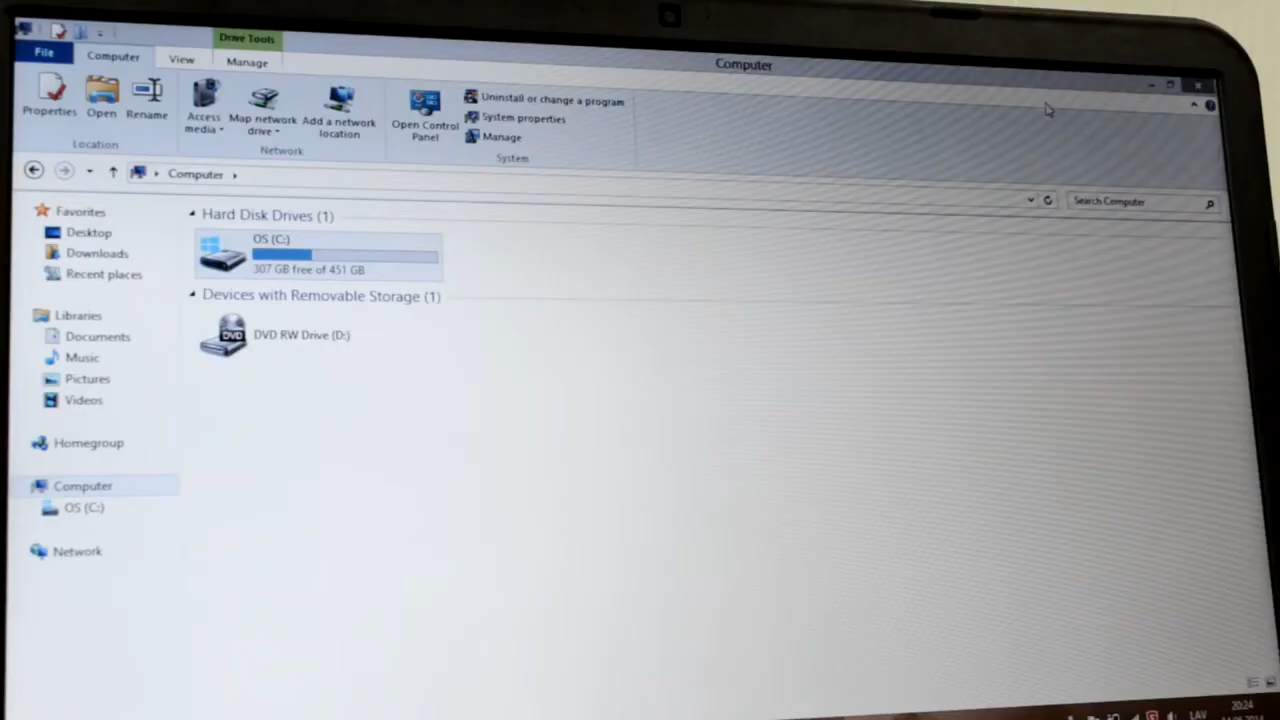 Drive Tools
Computer
File
Computer
View
Manage
Properties
Open
Rename
Access media
Map network drive
Add a network location
Open Control Panel
Uninstall or change a program
System properties
Manage
Location
Network
System
Computer
Search Computer
Favorites
Desktop
Downloads
Recent places
Libraries
Documents
Music
Pictures
Videos
Homegroup
Computer
OS (C:)
Network
Hard Disk Drives (1)
OS (C:)
307 GB free of 451 GB
Devices with Removable Storage (1)
DVD
DVD RW Drive (D:)
LAV
20:24